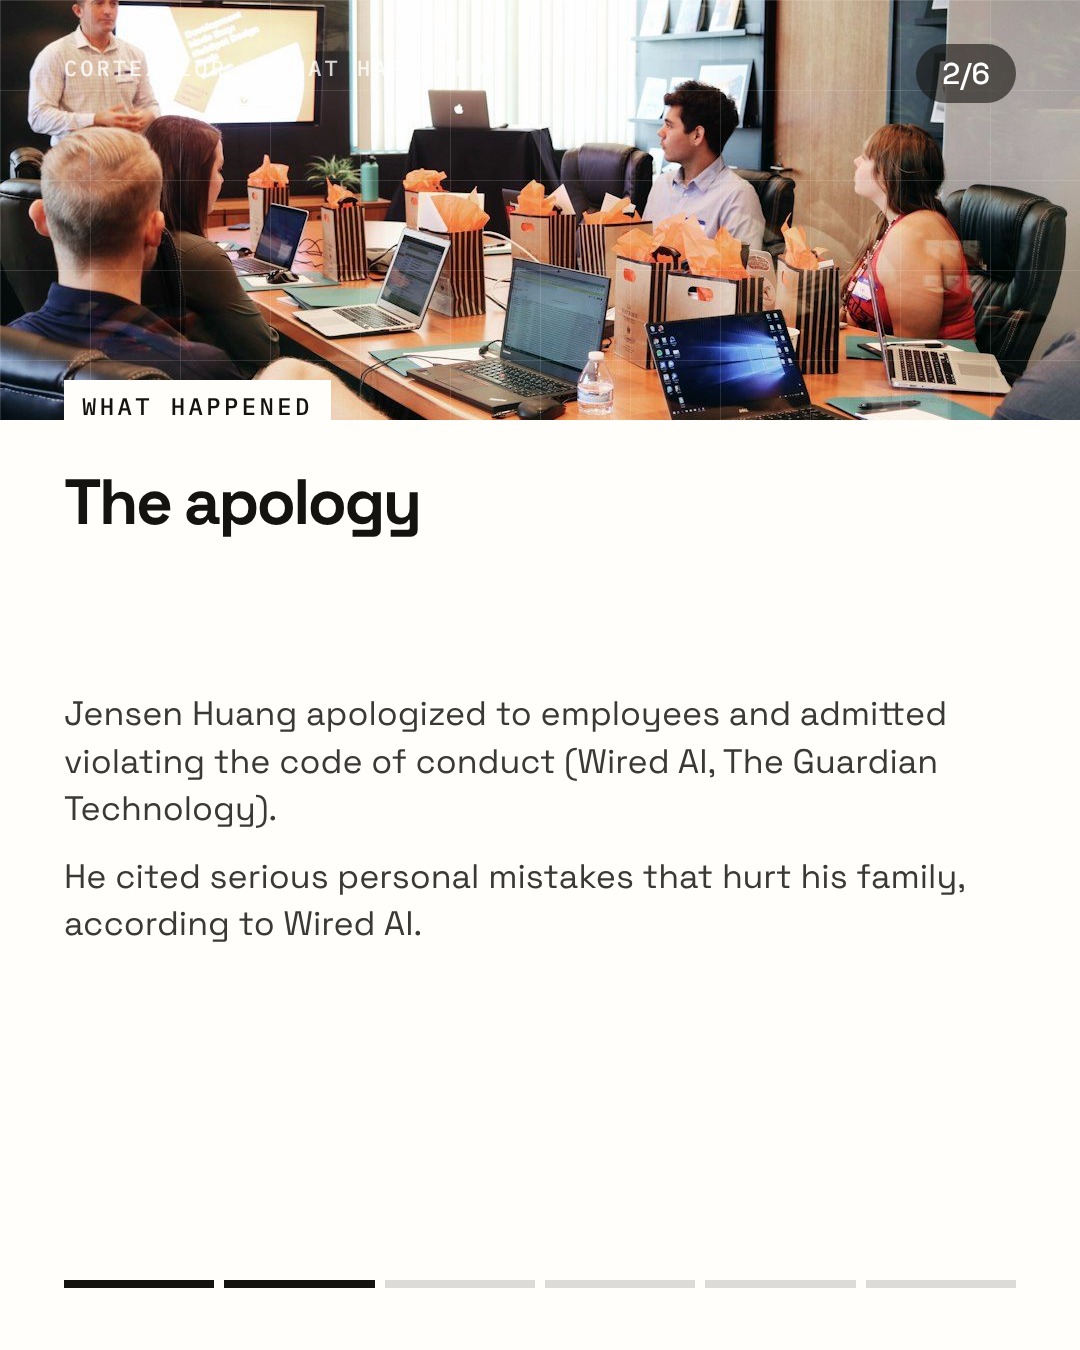 2/6
WHAT HAPPENED
The apology
Jensen Huang apologized to employees and admitted
violating the code of conduct (Wired AI, The Guardian
Technology).
He cited serious personal mistakes that hurt his family,
according to Wired AI.